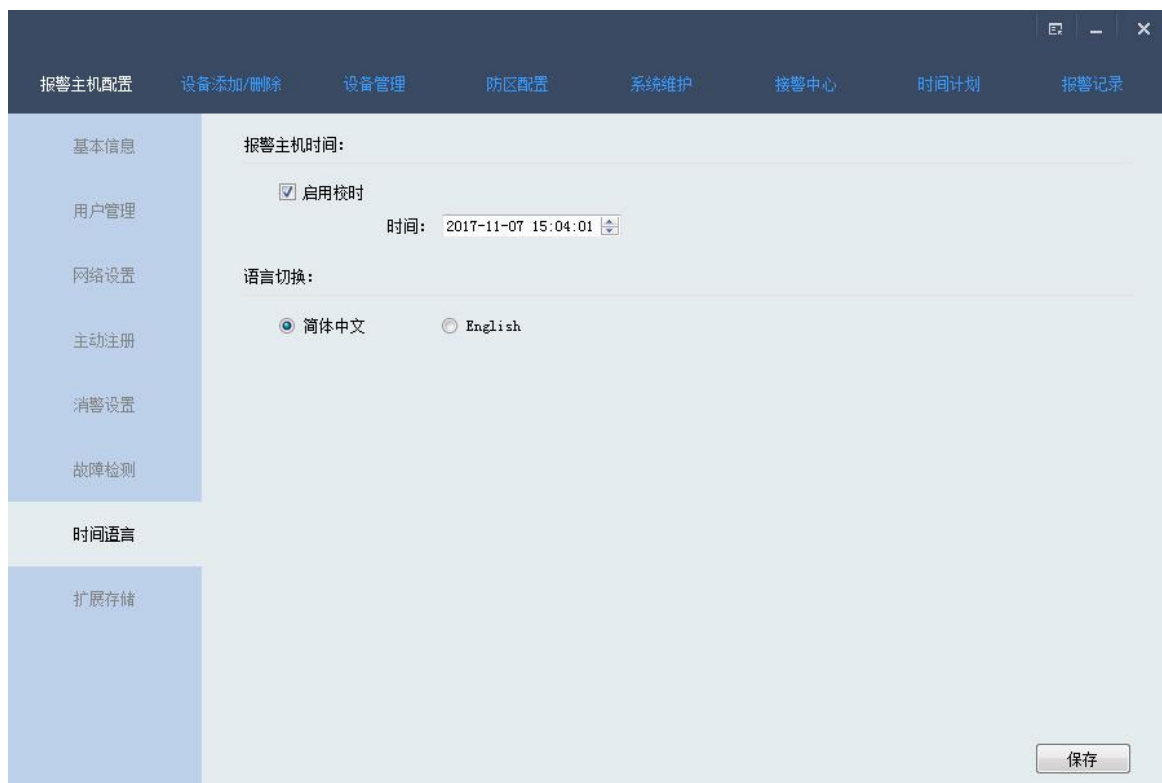 报警主机配置 设备添加/删除 设备管理 防区配置 系统维护 接警中心 时间计划 报警记录
基本信息
用户管理
网络设置
主动注册
消警设置
故障检测
时间语言
扩展存储
报警主机时间:
启用校时
时间: 2017-11-07 15:04:01
语言切换:
简体中文 English
保存